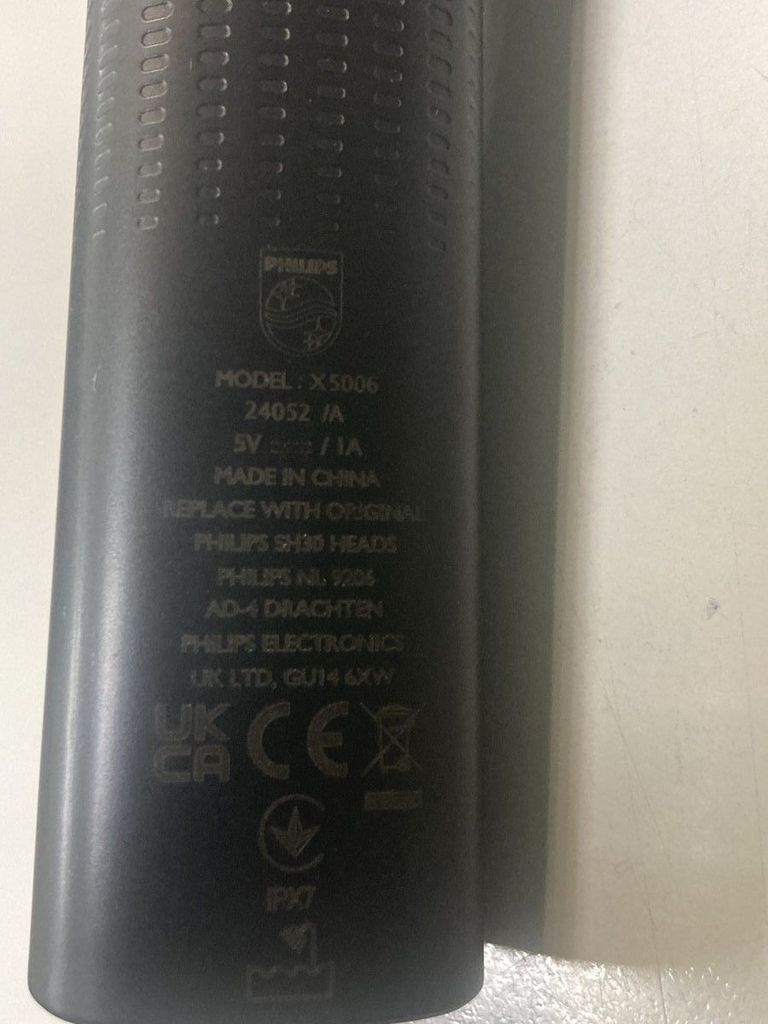 PHILIPS
MODEL : X5006
24052 /A
5V ⎓ / 1A
MADE IN CHINA
REPLACE WITH ORIGINAL
PHILIPS SH30 HEADS
PHILIPS NL 9206
AD-4 DRACHTEN
PHILIPS ELECTRONICS
UK LTD, GU14 6XW
UK CE
CA
IPX7